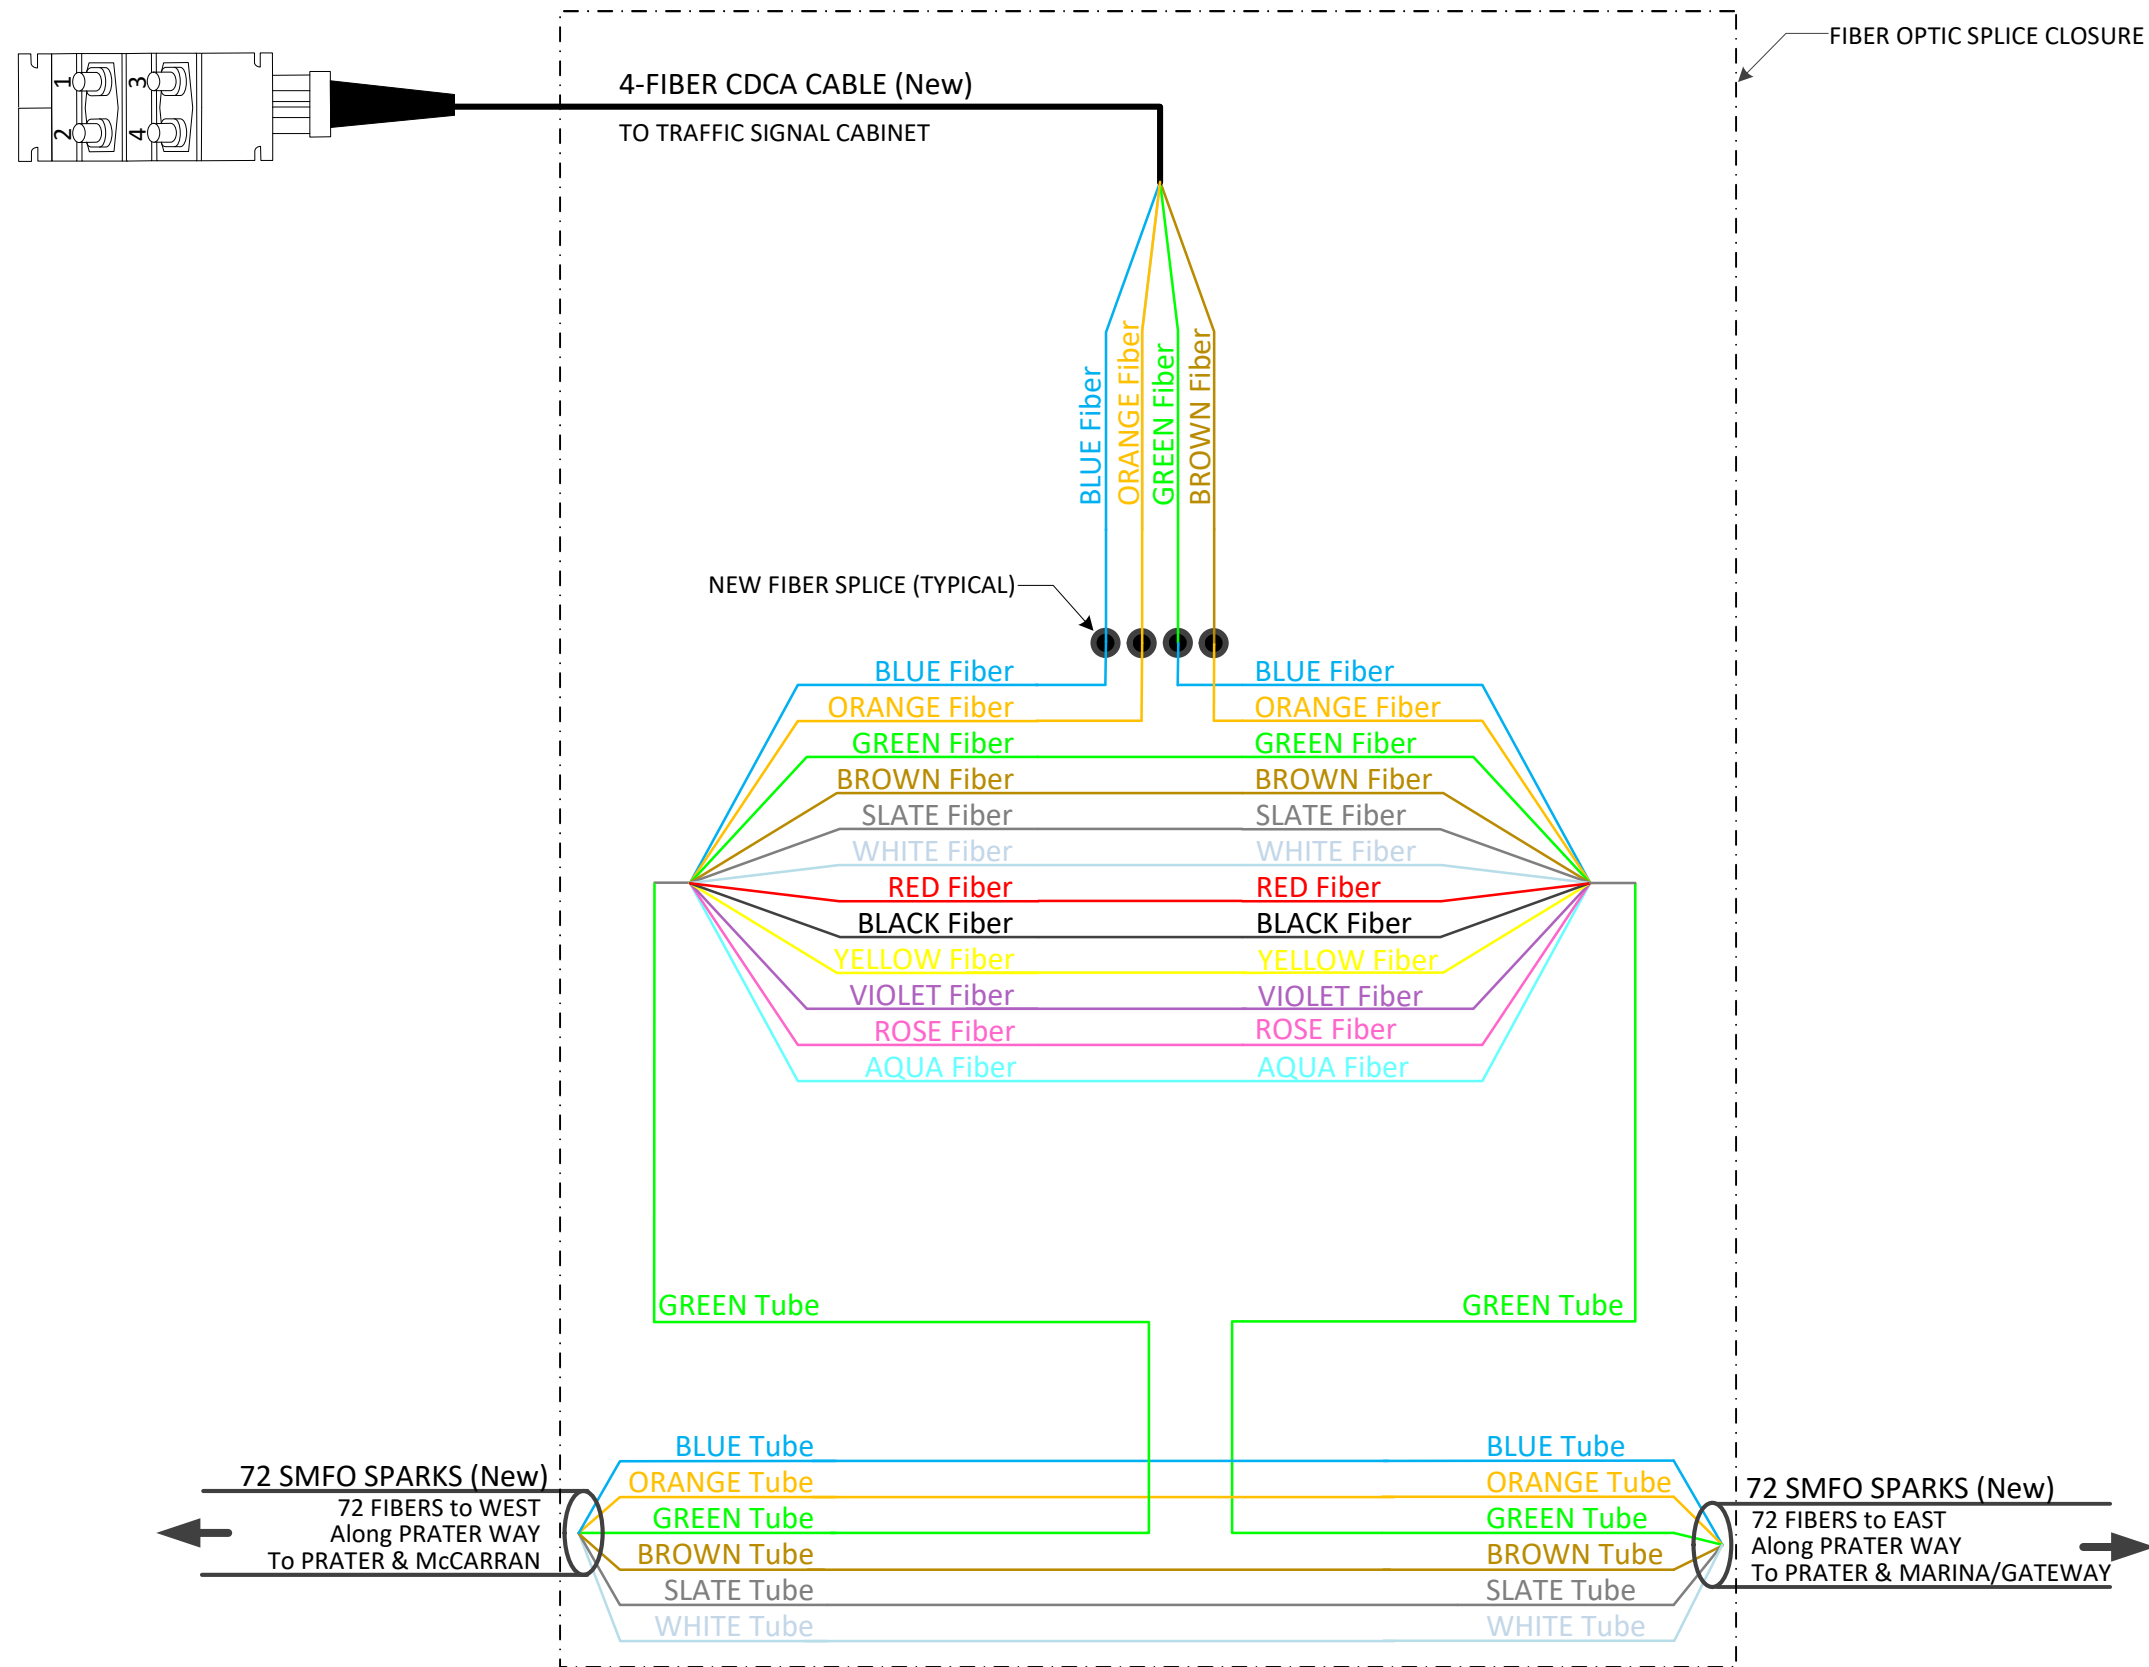 FIBER OPTIC SPLICE CLOSURE
1 3
2 4
4-FIBER CDCA CABLE (New)
TO TRAFFIC SIGNAL CABINET
BLUE Fiber
ORANGE Fiber
GREEN Fiber
BROWN Fiber
NEW FIBER SPLICE (TYPICAL)
BLUE Fiber BLUE Fiber
ORANGE Fiber ORANGE Fiber
GREEN Fiber GREEN Fiber
BROWN Fiber BROWN Fiber
SLATE Fiber SLATE Fiber
WHITE Fiber WHITE Fiber
RED Fiber RED Fiber
BLACK Fiber BLACK Fiber
YELLOW Fiber YELLOW Fiber
VIOLET Fiber VIOLET Fiber
ROSE Fiber ROSE Fiber
AQUA Fiber AQUA Fiber
GREEN Tube GREEN Tube
BLUE Tube BLUE Tube
ORANGE Tube ORANGE Tube
GREEN Tube GREEN Tube
BROWN Tube BROWN Tube
SLATE Tube SLATE Tube
WHITE Tube WHITE Tube
72 SMFO SPARKS (New)
72 FIBERS to WEST
Along PRATER WAY
To PRATER & McCARRAN
72 SMFO SPARKS (New)
72 FIBERS to EAST
Along PRATER WAY
To PRATER & MARINA/GATEWAY